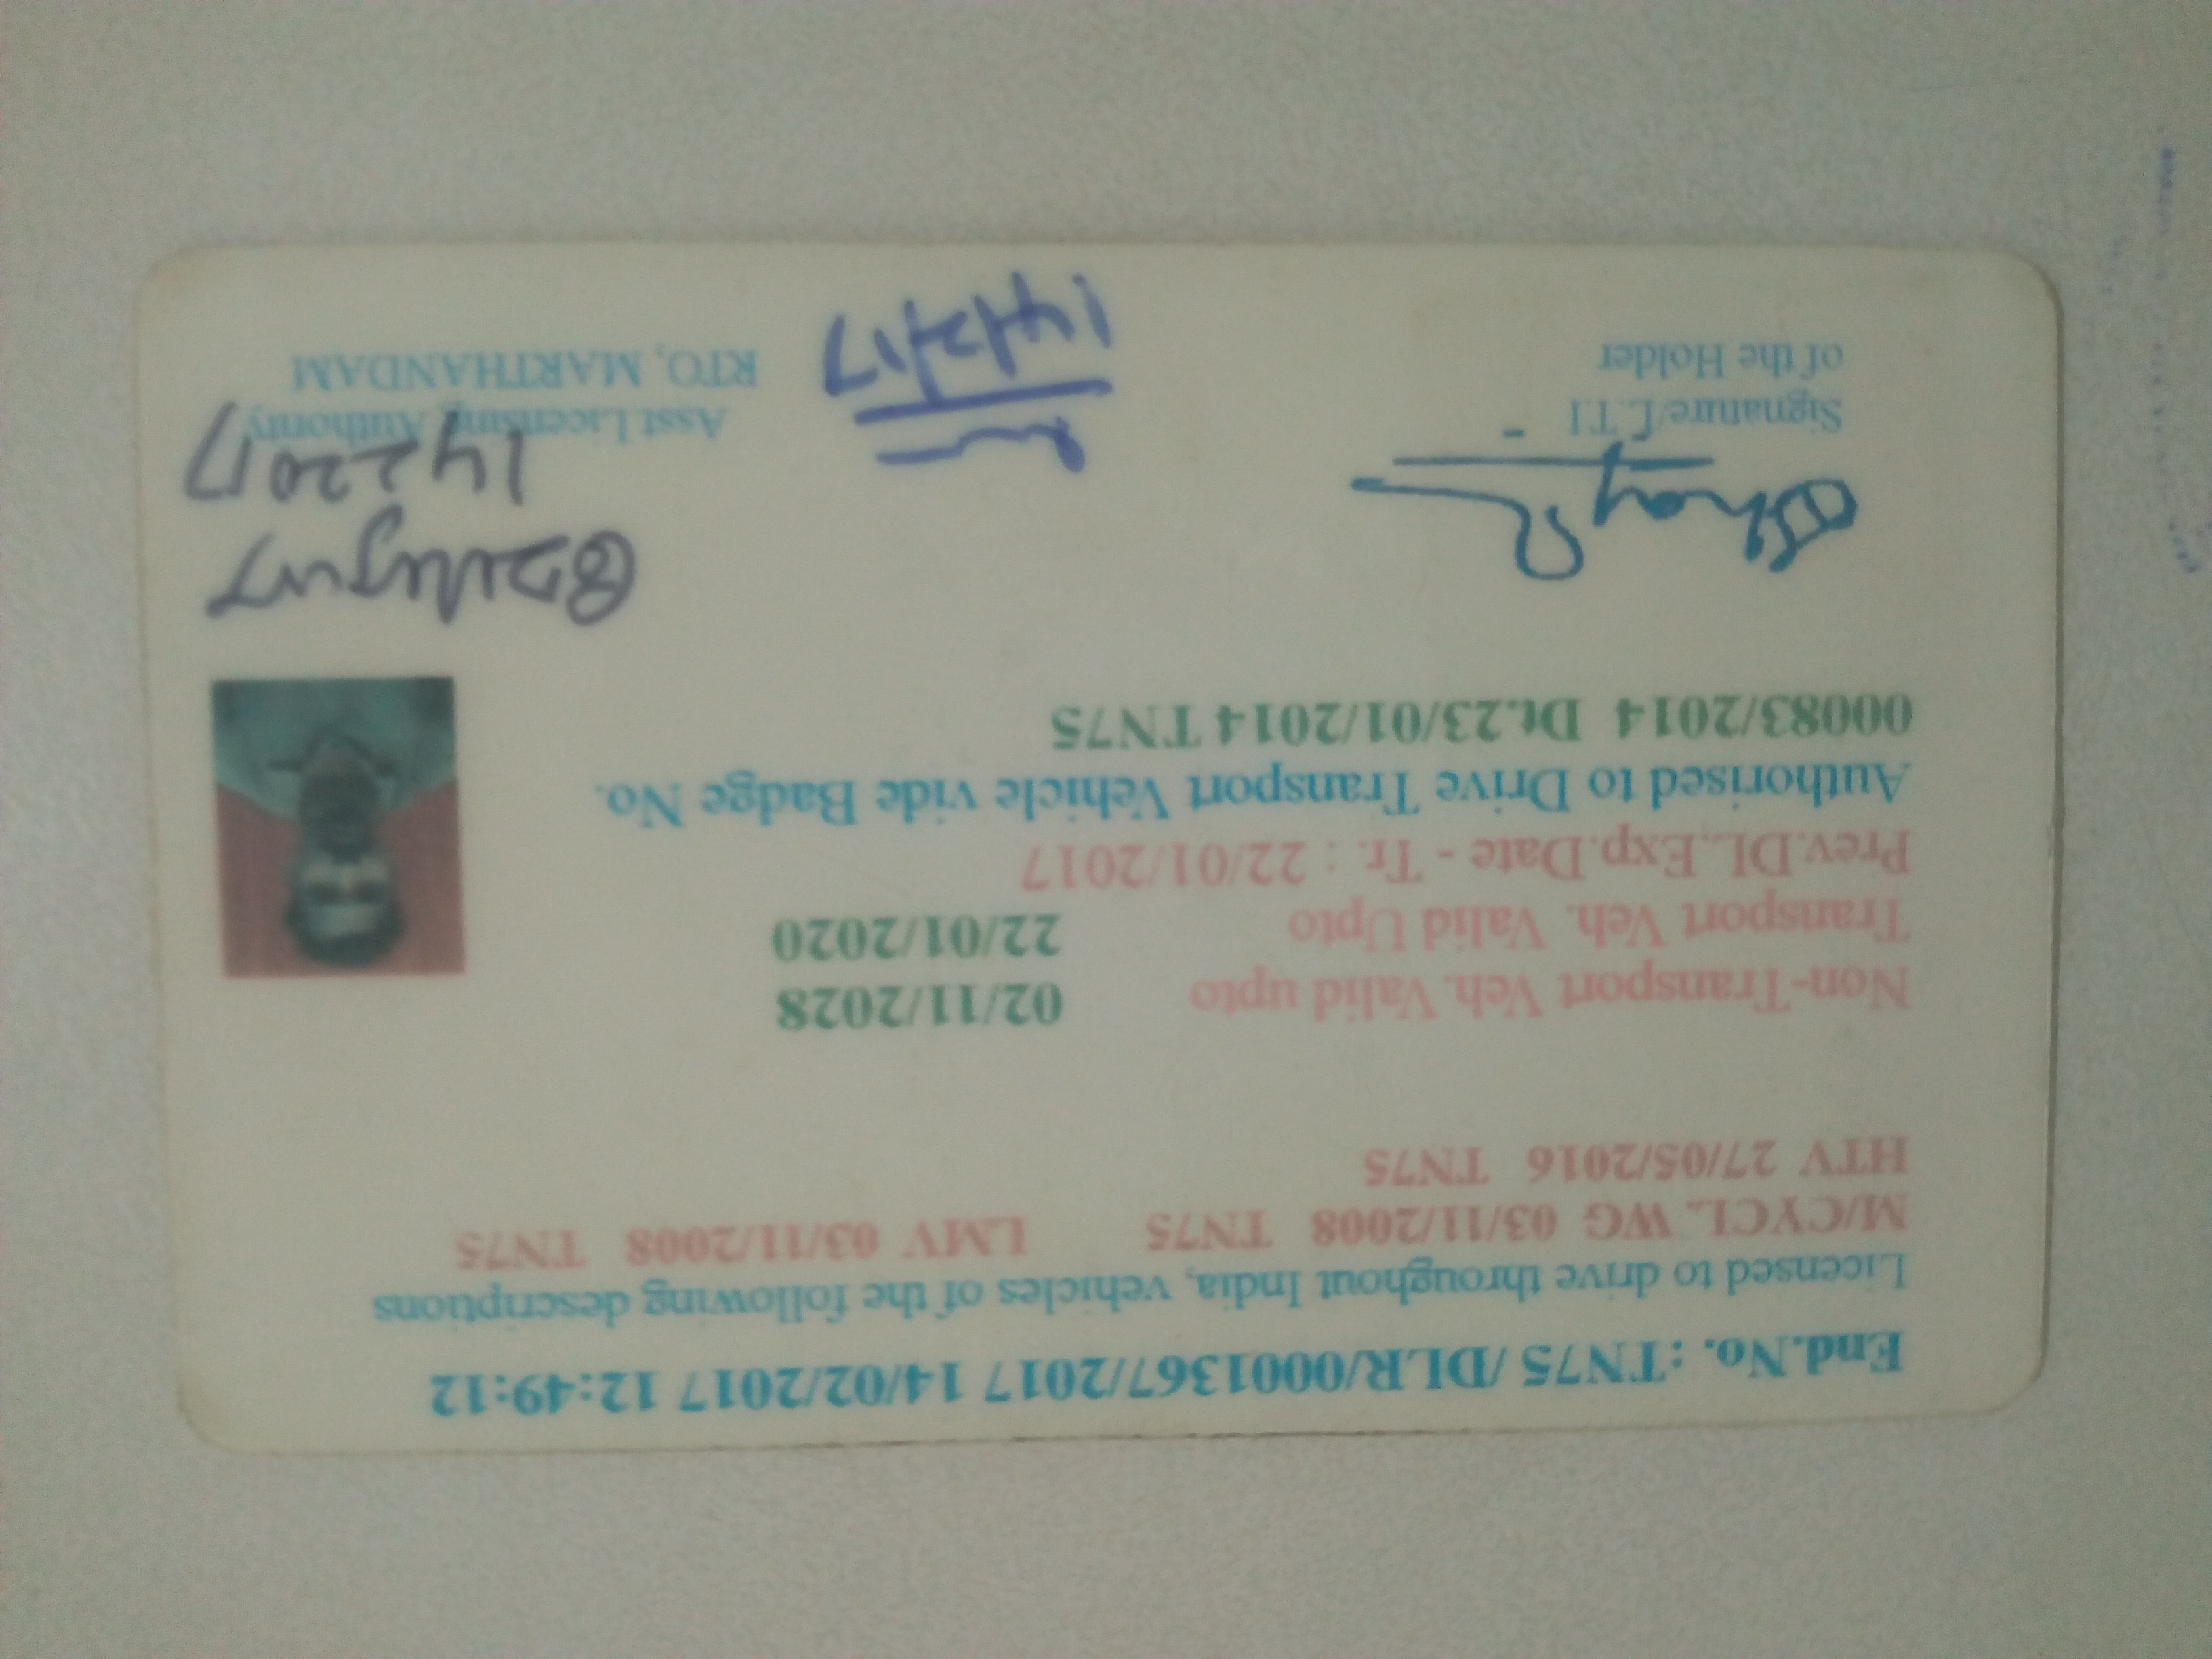 End.No. : TN75 /DLR/0001367/2017 14/02/2017 12:49:12
Licensed to drive throughout India, vehicles of the following descriptions
M/CYCL. WG 03/11/2008 TN75 LMV 03/11/2008 TN75
HTV 27/05/2016 TN75
Non-Transport Veh. Valid upto 02/11/2028
Transport Veh. Valid Upto 22/01/2020
Prev.DL.Exp.Date - Tr. : 22/01/2017
Authorised to Drive Transport Vehicle vide Badge No.
00083/2014 Dt.23/01/2014 TN75
Signature/L.T.I
of the Holder
14/2/17
14 2 2017
Asst Licensing Authority
RTO, MARTHANDAM